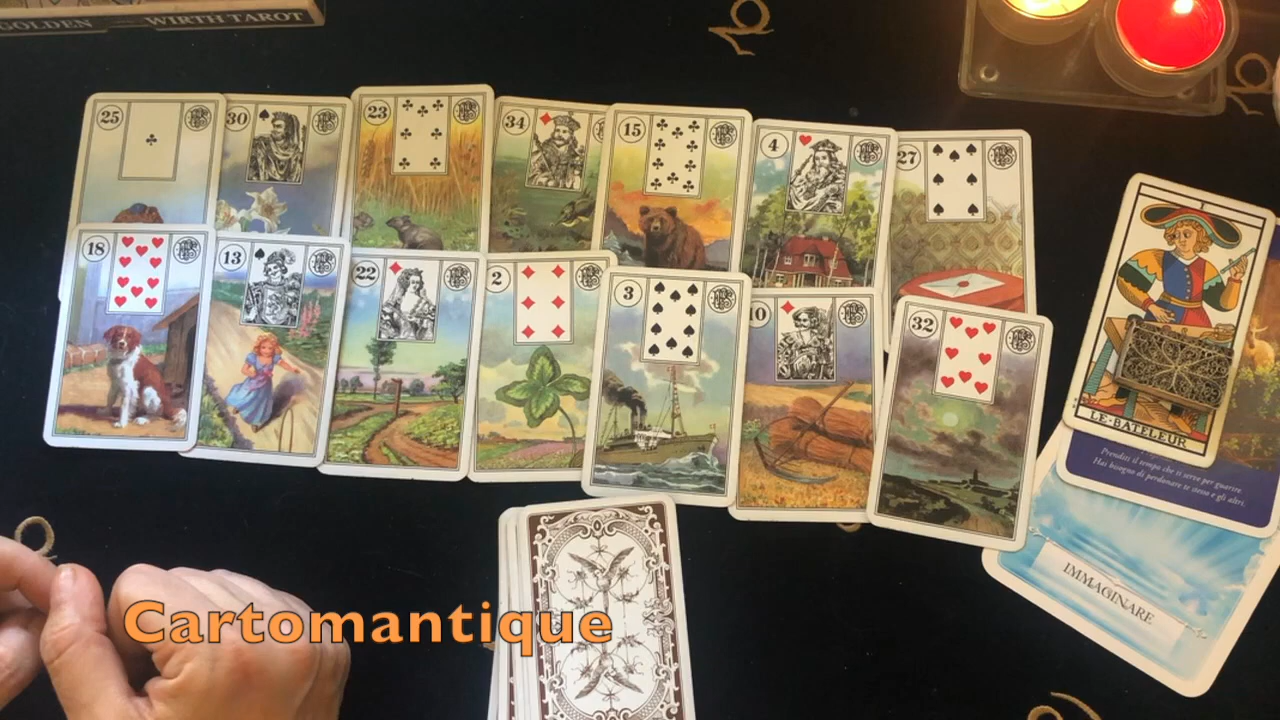 GOLDEN WIRTH TAROT
25
30
23
34
15
4
27
18
13
22
2
3
10
32
I
LE·BATELEUR
Prenditi il tempo che ti serve per guarire.
Hai bisogno di perdonare te stesso e gli altri.
IMMAGINARE
Cartomantique